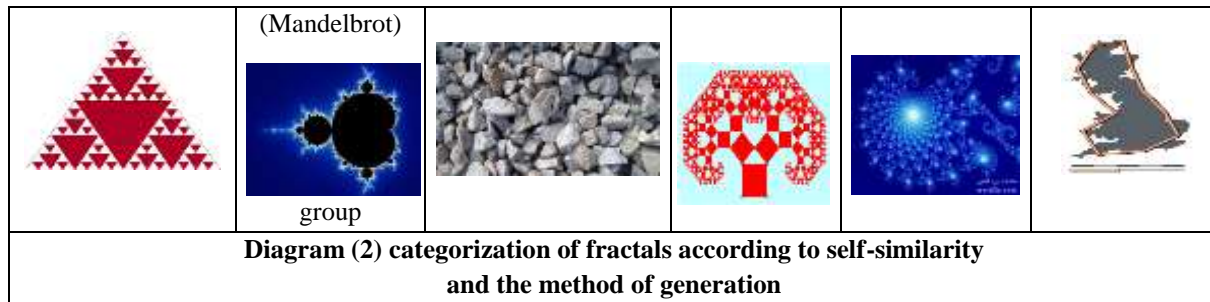 (Mandelbrot)
group
Diagram (2) categorization of fractals according to self-similarity
and the method of generation